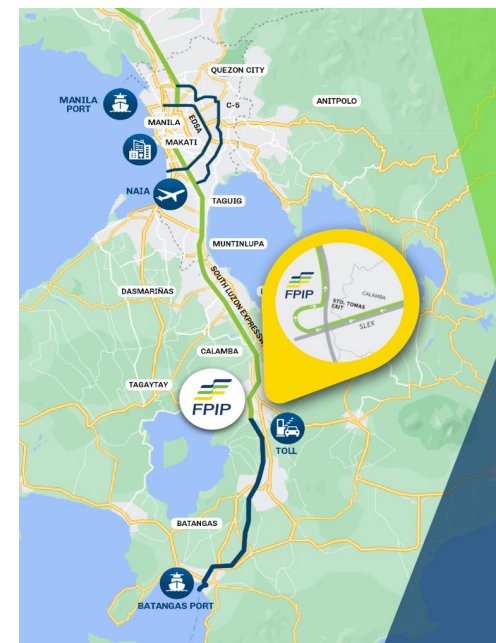 QUEZON CITY
MANILA
PORT
C-5
ANITPOLO
EDSA
MANILA
MAKATI
NAIA
TAGUIG
MUNTINLUPA
FPIP
STO. TOMAS
EXIT
CALAMBA
SLEX
DASMARIÑAS
L
SOUTH LUZON EXPRESSW
CALAMBA
TAGAYTAY
FPIP
TOLL
BATANGAS
BATANGAS PORT